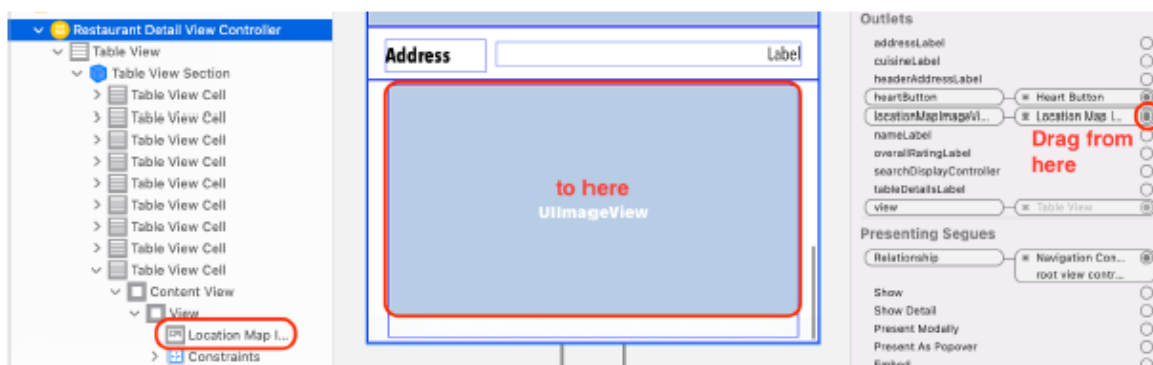 Restaurant Detail View Controller
Table View
Table View Section
Table View Cell
Table View Cell
Table View Cell
Table View Cell
Table View Cell
Table View Cell
Table View Cell
Table View Cell
Table View Cell
Content View
View
Location Map I...
Constraints
Address
Label
to here
UIImageView
Outlets
addressLabel
cuisineLabel
headerAddressLabel
heartButton
Heart Button
locationMapImageVi...
Location Map I...
nameLabel
Drag from
overallRatingLabel
here
searchDisplayController
tableDetailsLabel
view
Table View
Presenting Segues
Relationship
Navigation Con...
root view contr...
Show
Show Detail
Present Modally
Present As Popover
Embed